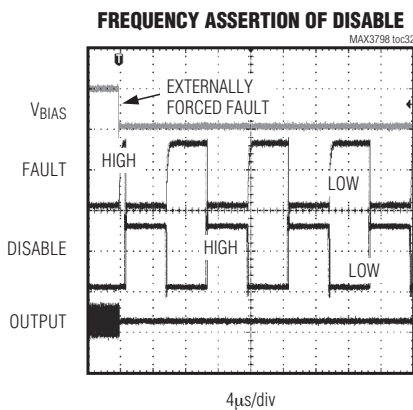 FREQUENCY ASSERTION OF DISABLE
MAX3798 toc32
T
VBIAS
EXTERNALLY
FORCED FAULT
FAULT
HIGH
LOW
DISABLE
HIGH
LOW
OUTPUT
4µs/div